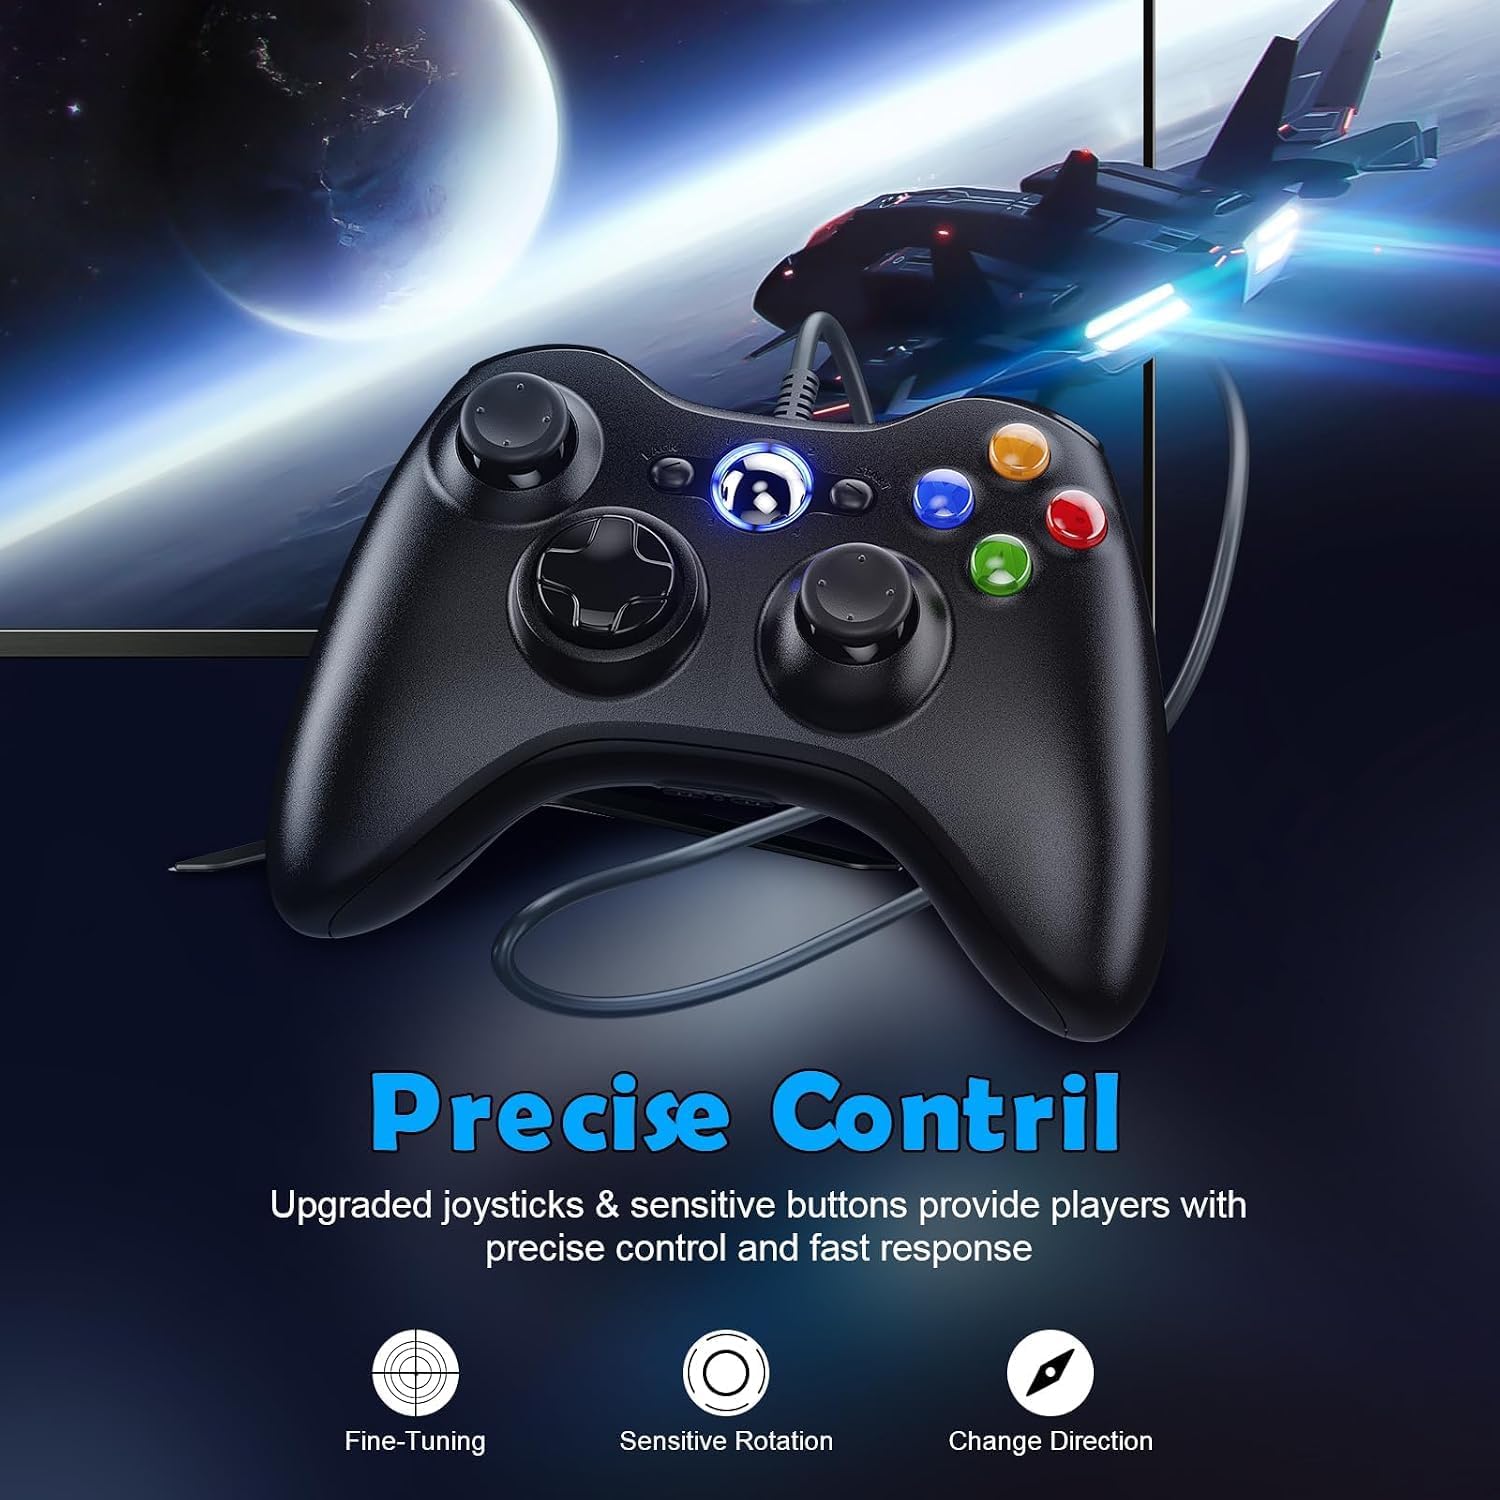 Precise Contril
Upgraded joysticks & sensitive buttons provide players with
precise control and fast response
Fine-Tuning
Sensitive Rotation
Change Direction